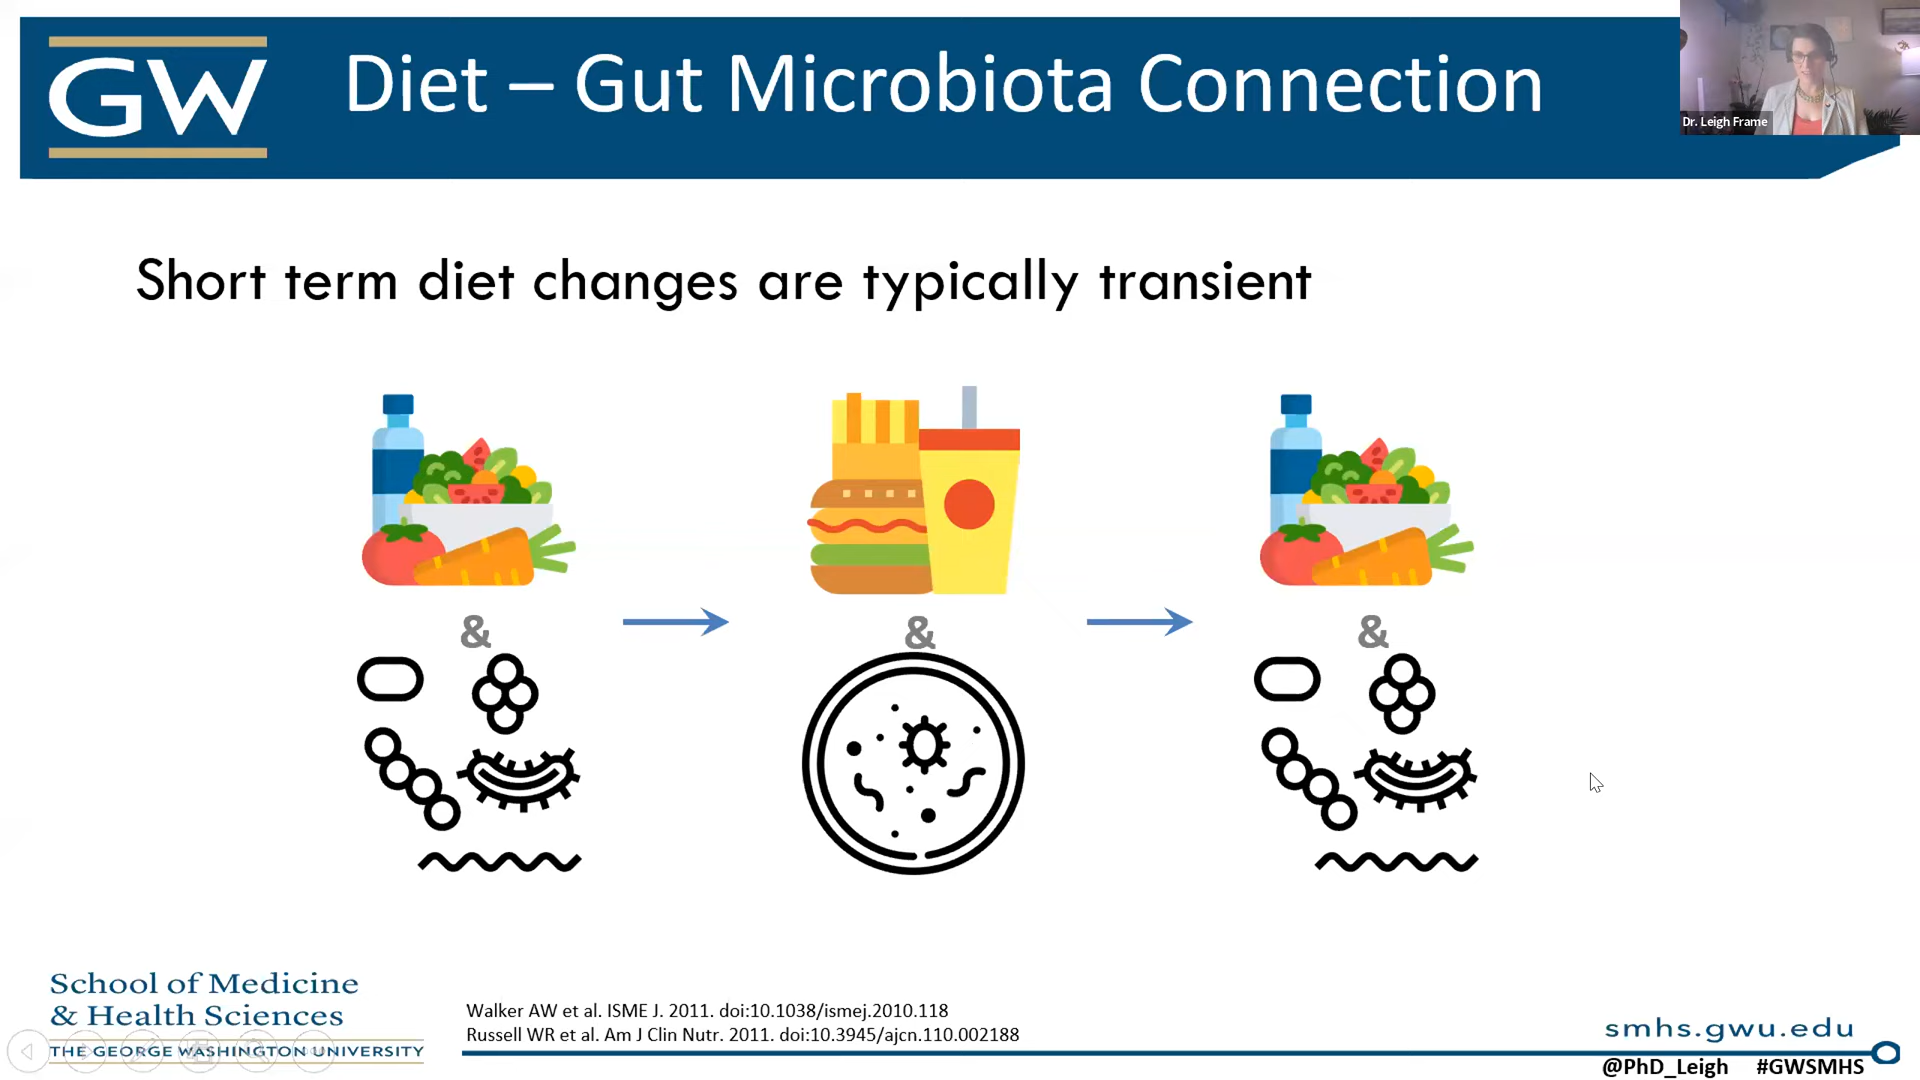 GW
Diet – Gut Microbiota Connection
Dr. Leigh Frame
Short term diet changes are typically transient
& & &
School of Medicine
& Health Sciences
THE GEORGE WASHINGTON UNIVERSITY
Walker AW et al. ISME J. 2011. doi:10.1038/ismej.2010.118
Russell WR et al. Am J Clin Nutr. 2011. doi:10.3945/ajcn.110.002188
smhs.gwu.edu
@PhD_Leigh #GWSMHS